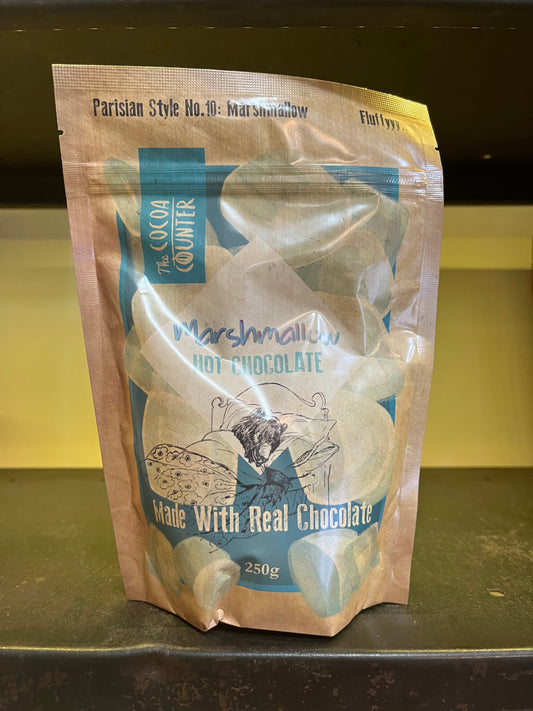 Parisian Style No.10: Marshmallow
Fluffyyy...
The COCOA
COUNTER
Marshmallow
HOT CHOCOLATE
Made With Real Chocolate
250g